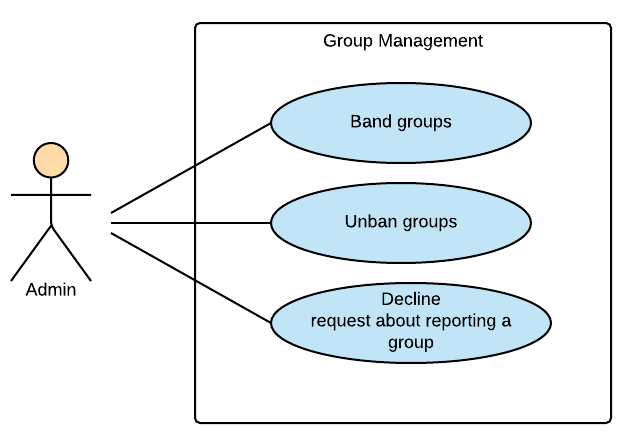 Group Management
Band groups
Unban groups
Decline
request about reporting a
group
Admin